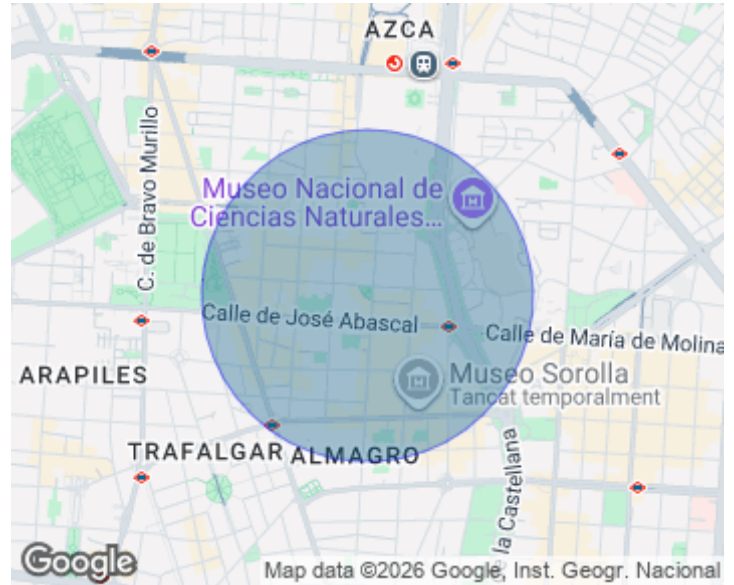 AZCA
C. de Bravo Murillo
Museo Nacional de
Ciencias Naturales...
Calle de José Abascal
Calle de María de Molina
ARAPILES
Museo Sorolla
Tancat temporalment
TRAFALGAR
ALMAGRO
la Castellana
Google
Map data ©2026 Google, Inst. Geogr. Nacional